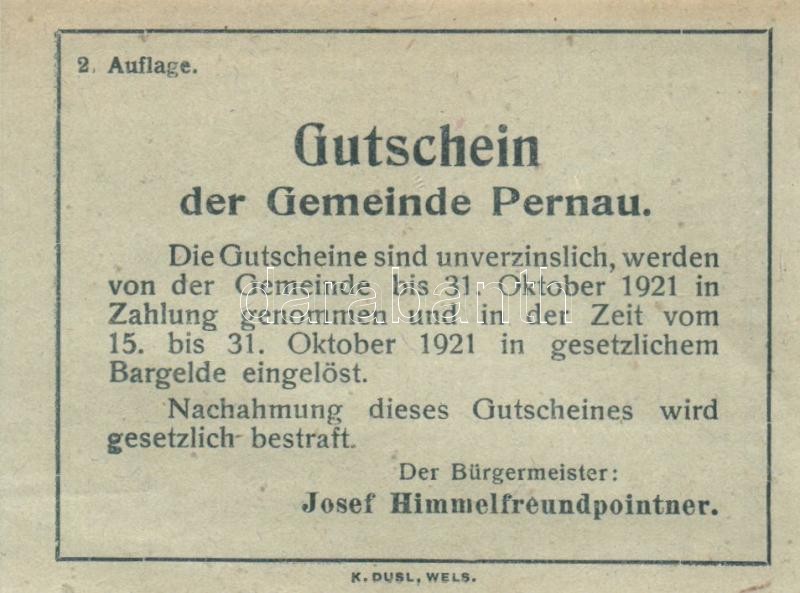 2. Auflage.
Gutschein
der Gemeinde Pernau.
Die Gutscheine sind unverzinslich, werden
von der Gemeinde bis 31. Oktober 1921 in
Zahlung genommen und in der Zeit vom
15. bis 31. Oktober 1921 in gesetzlichem
Bargelde eingelöst.
Nachahmung dieses Gutscheines wird
gesetzlich bestraft.
Der Bürgermeister:
Josef Himmelfreundpointner.
K. DUSL, WELS.
darabanth